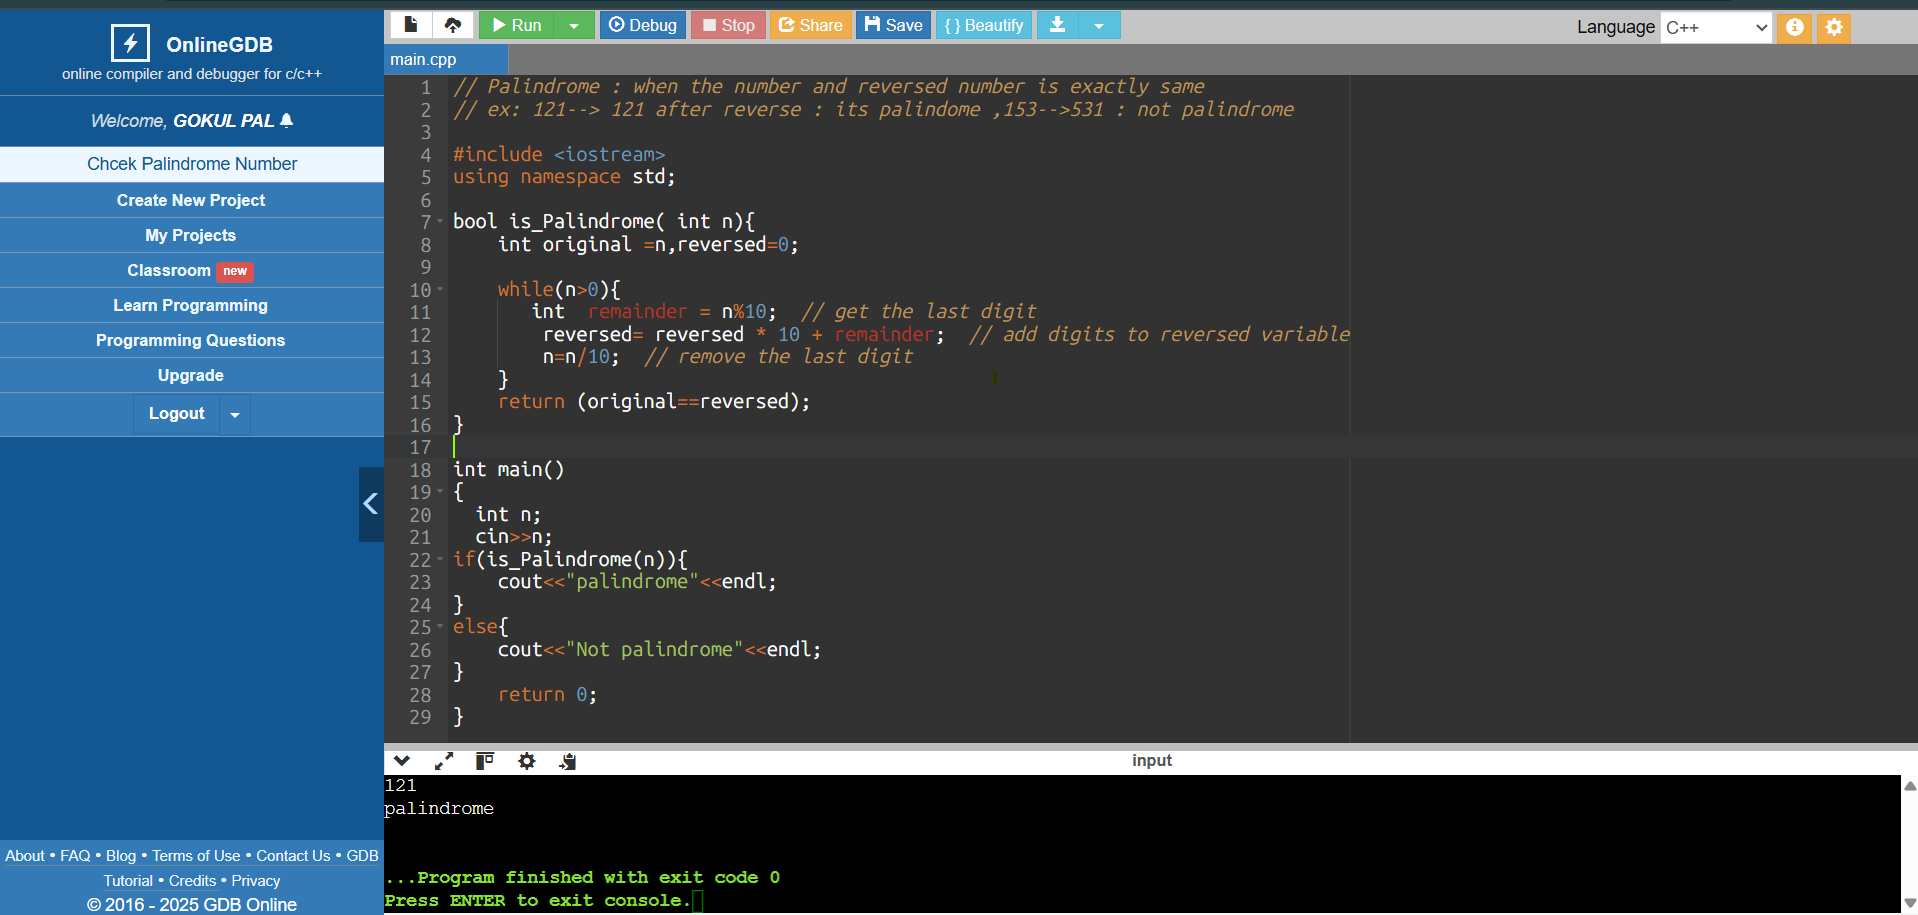 OnlineGDB
online compiler and debugger for c/c++
Welcome, GOKUL PAL
Chcek Palindrome Number
Create New Project
My Projects
Classroom new
Learn Programming
Programming Questions
Upgrade
Logout
About • FAQ • Blog • Terms of Use • Contact Us • GDB
Tutorial • Credits • Privacy
© 2016 - 2025 GDB Online
Run Debug Stop Share Save { } Beautify Language C++
main.cpp
1 // Palindrome : when the number and reversed number is exactly same
2 // ex: 121--> 121 after reverse : its palindome ,153-->531 : not palindrome
3
4 #include <iostream>
5 using namespace std;
6
7 bool is_Palindrome( int n){
8     int original =n,reversed=0;
9
10     while(n>0){
11        int  remainder = n%10;  // get the last digit
12         reversed= reversed * 10 + remainder;  // add digits to reversed variable
13         n=n/10;  // remove the last digit
14     }
15     return (original==reversed);
16 }
17
18 int main()
19 {
20   int n;
21   cin>>n;
22 if(is_Palindrome(n)){
23     cout<<"palindrome"<<endl;
24 }
25 else{
26     cout<<"Not palindrome"<<endl;
27 }
28     return 0;
29 }
input
121
palindrome
...Program finished with exit code 0
Press ENTER to exit console.